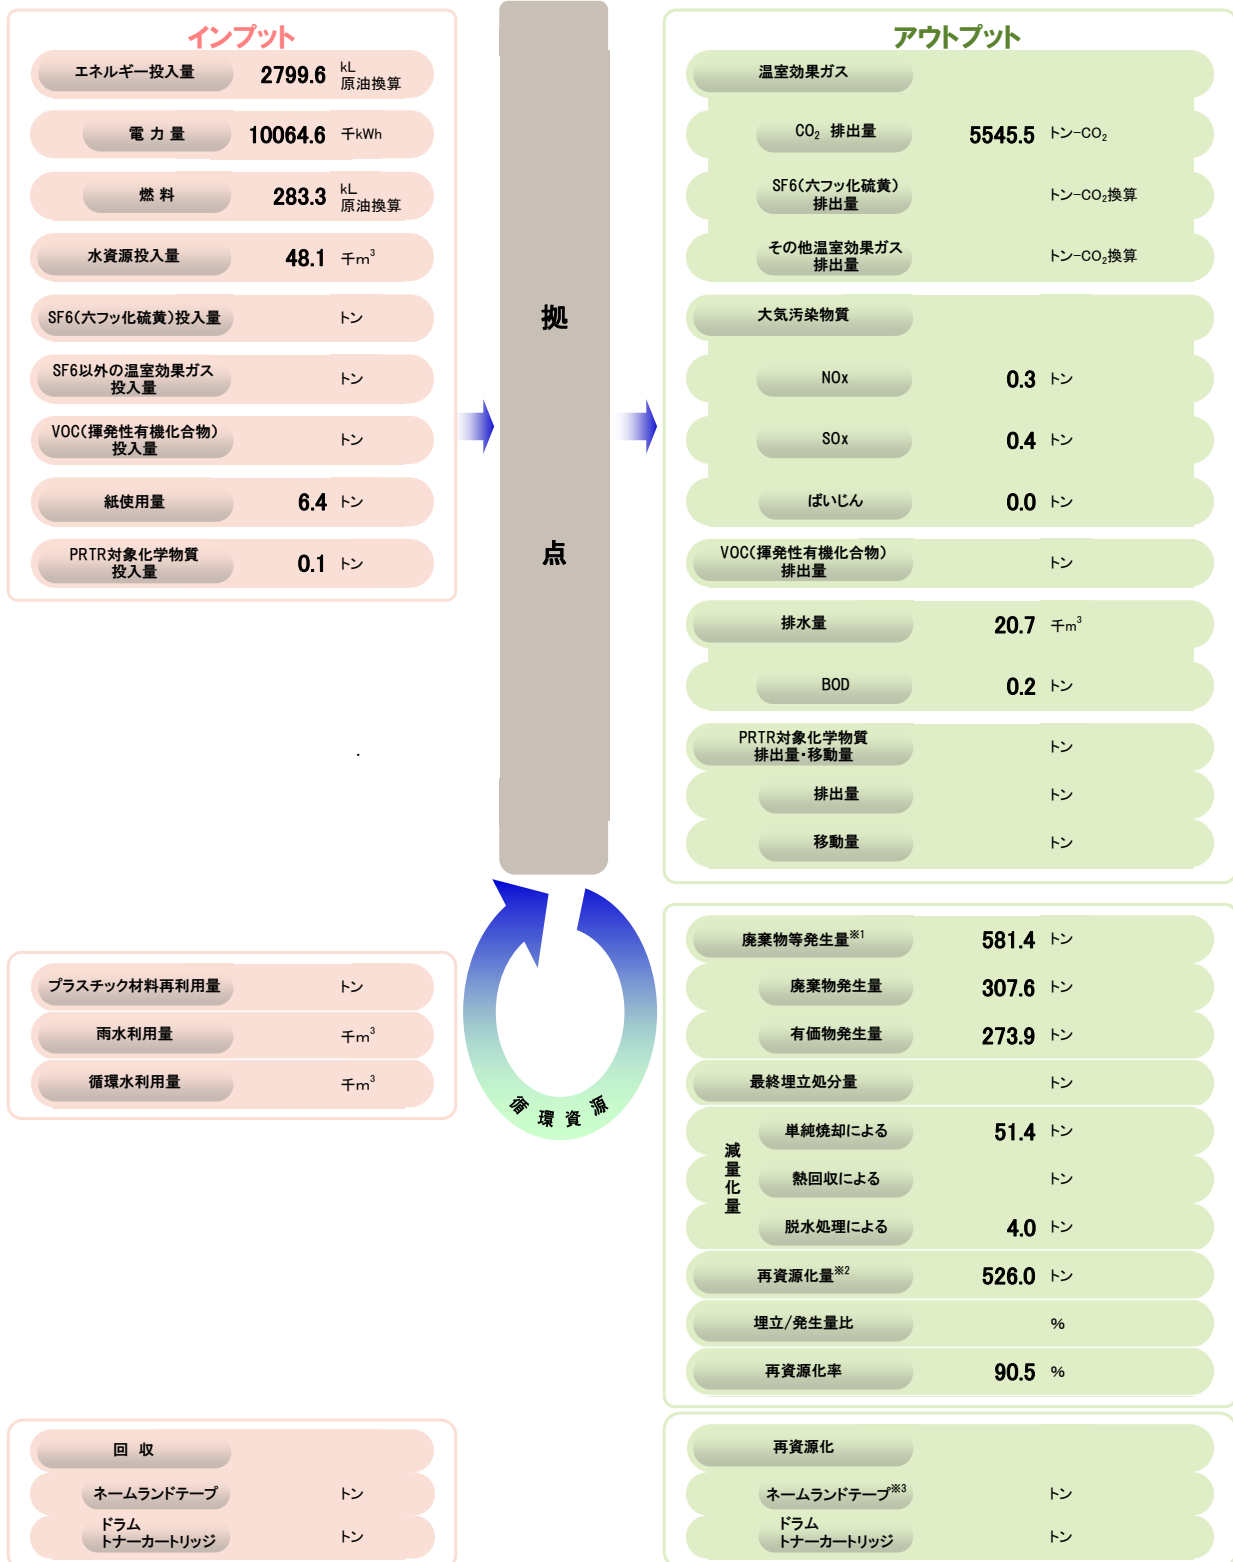 インプット
エネルギー投入量 2799.6 kL
原油換算
電 力 量 10064.6 千kWh
燃 料 283.3 kL
原油換算
水資源投入量 48.1 千m³
SF6(六フッ化硫黄)投入量 トン
SF6以外の温室効果ガス
投入量 トン
VOC(揮発性有機化合物)
投入量 トン
紙使用量 6.4 トン
PRTR対象化学物質
投入量 0.1 トン
拠
点
アウトプット
温室効果ガス
CO₂ 排出量 5545.5 トン-CO₂
SF6(六フッ化硫黄)
排出量 トン-CO₂換算
その他温室効果ガス
排出量 トン-CO₂換算
大気汚染物質
NOx 0.3 トン
SOx 0.4 トン
ばいじん 0.0 トン
VOC(揮発性有機化合物)
排出量 トン
排水量 20.7 千m³
BOD 0.2 トン
PRTR対象化学物質
排出量・移動量 トン
排出量 トン
移動量 トン
プラスチック材料再利用量 トン
雨水利用量 千m³
循環水利用量 千m³
循環資源
廃棄物等発生量※1 581.4 トン
廃棄物発生量 307.6 トン
有価物発生量 273.9 トン
最終埋立処分量 トン
減量化量
単純焼却による 51.4 トン
熱回収による トン
脱水処理による 4.0 トン
再資源化量※2 526.0 トン
埋立/発生量比 %
再資源化率 90.5 %
回 収
ネームランドテープ トン
ドラム
トナーカートリッジ トン
再資源化
ネームランドテープ※3 トン
ドラム
トナーカートリッジ トン